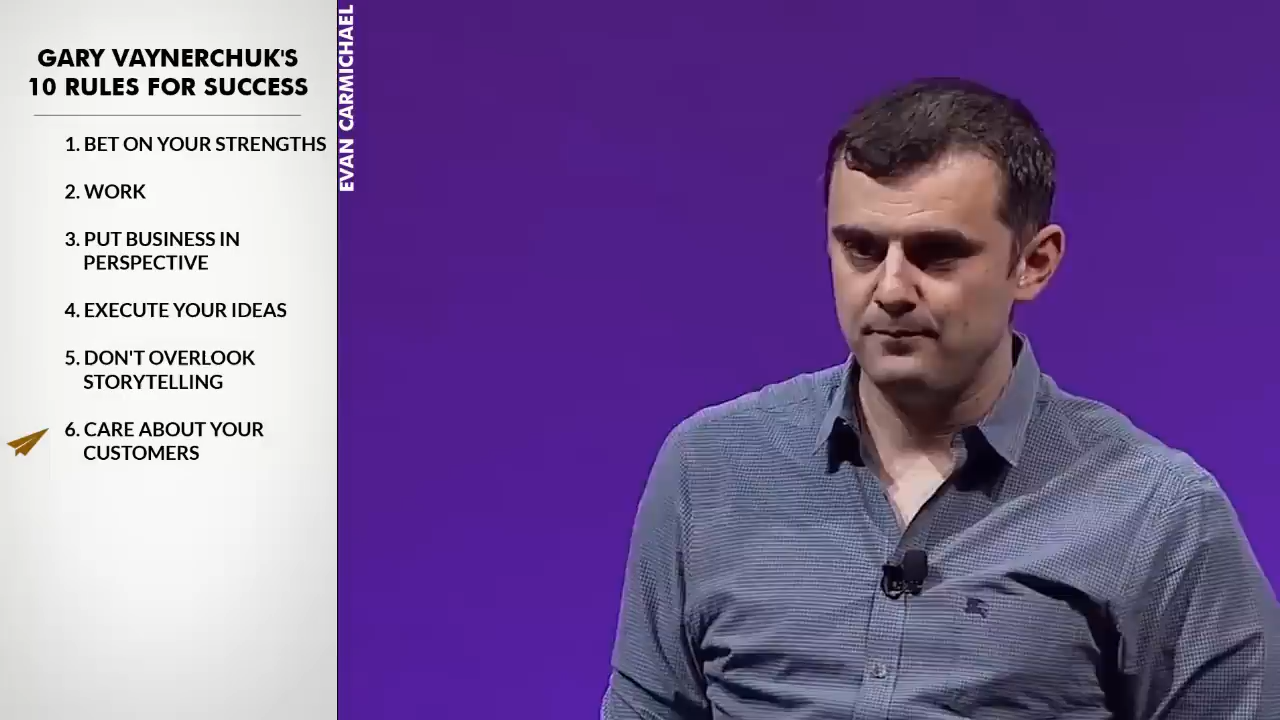 GARY VAYNERCHUK'S
10 RULES FOR SUCCESS
1. BET ON YOUR STRENGTHS
2. WORK
3. PUT BUSINESS IN
PERSPECTIVE
4. EXECUTE YOUR IDEAS
5. DON'T OVERLOOK
STORYTELLING
6. CARE ABOUT YOUR
CUSTOMERS
EVAN CARMICHAEL